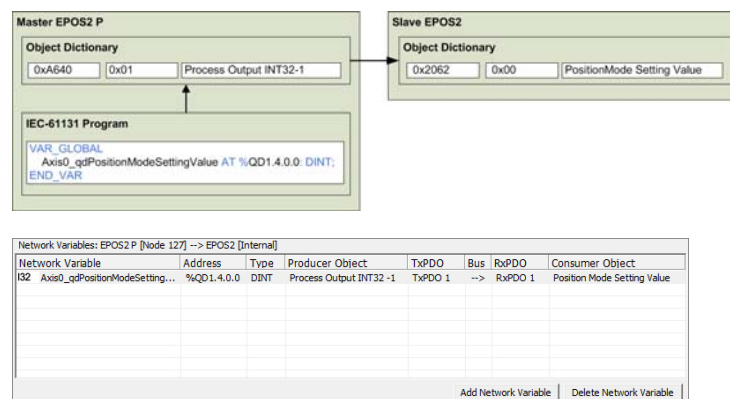 Master EPOS2 P
Object Dictionary
0xA640 0x01 Process Output INT32-1
IEC-61131 Program
VAR_GLOBAL
Axis0_qdPositionModeSettingValue AT %QD1.4.0.0: DINT;
END_VAR
Slave EPOS2
Object Dictionary
0x2062 0x00 PositionMode Setting Value
Network Variables: EPOS2 P [Node 127] --> EPOS2 [Internal]
Network Variable Address Type Producer Object TxPDO Bus RxPDO Consumer Object
I32 Axis0_qdPositionModeSetting... %QD1.4.0.0 DINT Process Output INT32 -1 TxPDO 1 --> RxPDO 1 Position Mode Setting Value
Add Network Variable Delete Network Variable